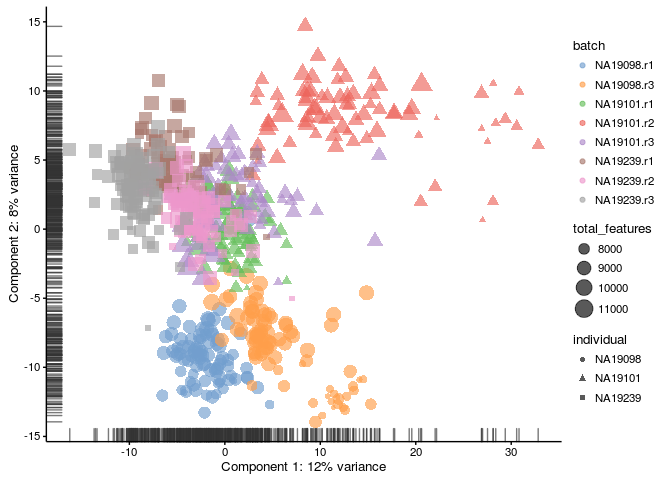 15
10
5
0
-5
-10
-15
Component 2: 8% variance
-10
0
10
20
30
Component 1: 12% variance
batch
NA19098.r1
NA19098.r3
NA19101.r1
NA19101.r2
NA19101.r3
NA19239.r1
NA19239.r2
NA19239.r3
total_features
8000
9000
10000
11000
individual
NA19098
NA19101
NA19239